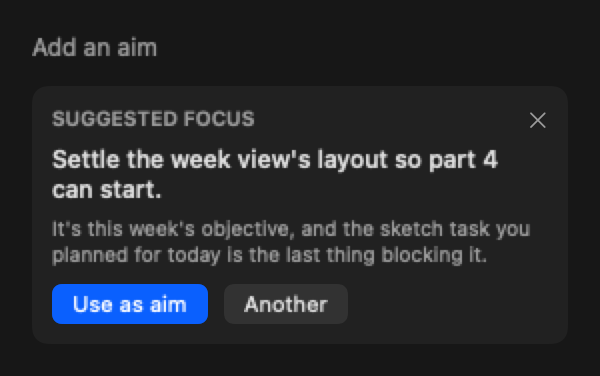 Add an aim
SUGGESTED FOCUS
Settle the week view's layout so part 4
can start.
It's this week's objective, and the sketch task you
planned for today is the last thing blocking it.
Use as aim
Another